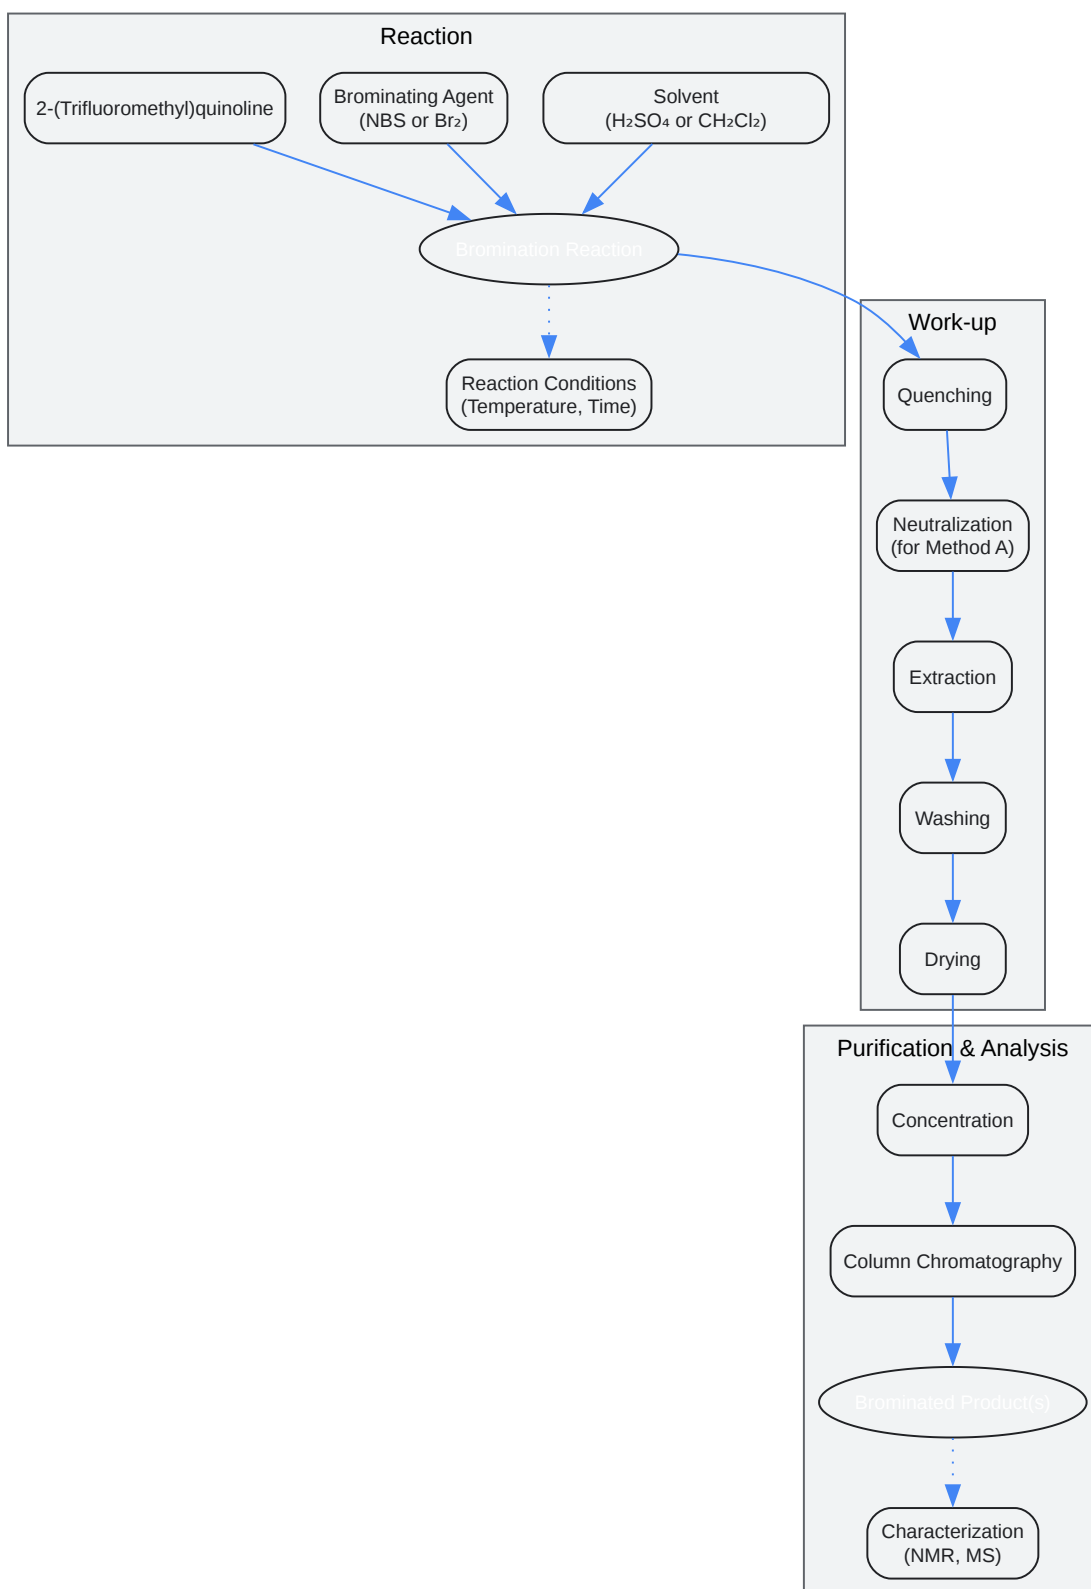 Reaction
2-(Trifluoromethyl)quinoline
Brominating Agent
(NBS or Br₂)
Solvent
(H₂SO₄ or CH₂Cl₂)
Bromination Reaction
Reaction Conditions
(Temperature, Time)
Work-up
Quenching
Neutralization
(for Method A)
Extraction
Washing
Drying
Purification & Analysis
Concentration
Column Chromatography
Brominated Product(s)
Characterization
(NMR, MS)